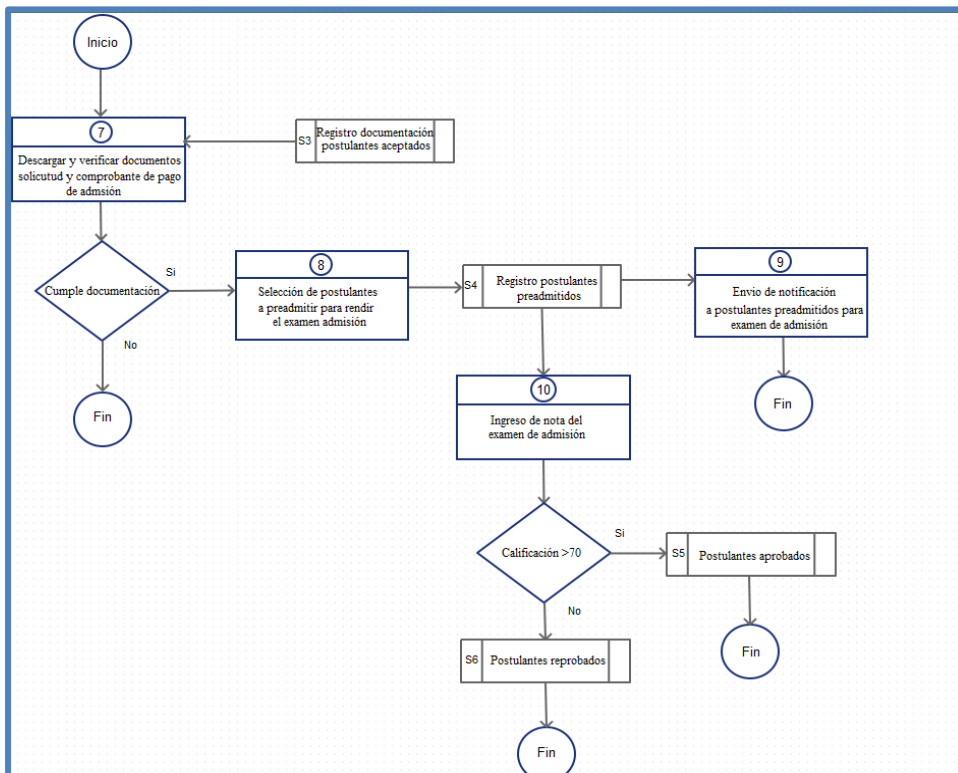 Inicio
7
Descargar y verificar documentos
solicutud y comprobante de pago
de admsión
S3
Registro documentación
postulantes aceptados
Cumple documentación
Si
No
Fin
8
Selección de postulantes
a preadmitir para rendir
el examen admisión
S4
Registro postulantes
preadmitidos
9
Envio de notificación
a postulantes preadmitidos para
examen de admisión
Fin
10
Ingreso de nota del
examen de admisión
Calificación >70
Si
No
S5
Postulantes aprobados
Fin
S6
Postulantes reprobados
Fin